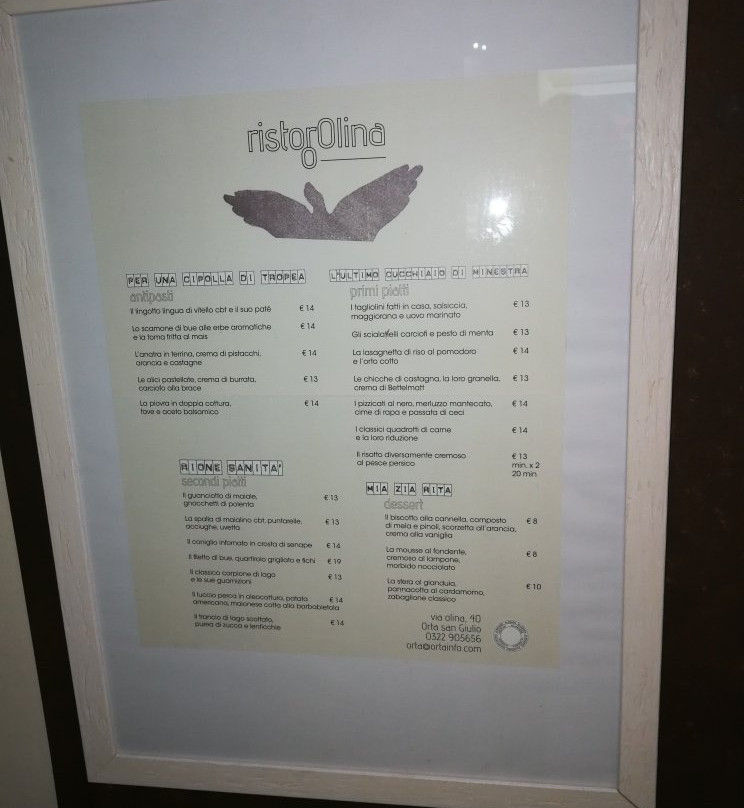 ristorOlina
PER UNA CIPOLLA DI TROPEA
antipasti
Il lingotto lingua di vitello cbt e il suo paté € 14
Lo scamone di bue alle erbe aromatiche € 14
e la toma fritta al mais
L'anatra in terrina, crema di pistacchi, € 14
arancia e castagne
Le alici pastellate, crema di burrata, € 13
carciofo alla brace
La piovra in doppia cottura, € 14
fave e aceto balsamico
L'ULTIMO CUCCHIAIO DI MINESTRA
primi piatti
I tagliolini fatti in casa, salsiccia, € 13
maggiorana e uovo marinato
Gli scialatielli carciofi e pesto di menta € 13
La lasagnetta di riso al pomodoro € 14
e l'orto cotto
Le chicche di castagna, la loro granella, € 13
crema di Bettelmatt
I pizzicati al nero, merluzzo mantecato, € 14
cime di rapa e passata di ceci
I classici quadrotti di carne € 14
e la loro riduzione
Il risotto diversamente cremoso € 13
al pesce persico min. x 2
20 min
RIONE SANITA'
secondi piatti
Il guanciotto di maiale, € 13
gnocchetti di polenta
La spalla di maialino cbt, puntarelle, € 13
acciughe, uvetta
Il coniglio infornato in crosta di senape € 14
Il filetto di bue, quartirolo grigliato e fichi € 19
Il classico carpione di lago € 13
e le sue guarnizioni
Il luccio perca in oleocottura, patata € 14
americana, maionese cotta alla barbabietola
Il trancio di lago scottato, € 14
purea di zucca e lenticchie
MIA ZIA RITA
dessert
Il biscotto alla cannella, composta € 8
di mela e pinoli, scorzetta all'arancia,
crema alla vaniglia
La mousse al fondente, € 8
cremoso al lampone,
morbido nocciolato
La sfera al gianduia, € 10
pannacotta al cardamomo,
zabaglione classico
via olina, 40
Orta san Giulio
0322 905656
orta@ortainfo.com